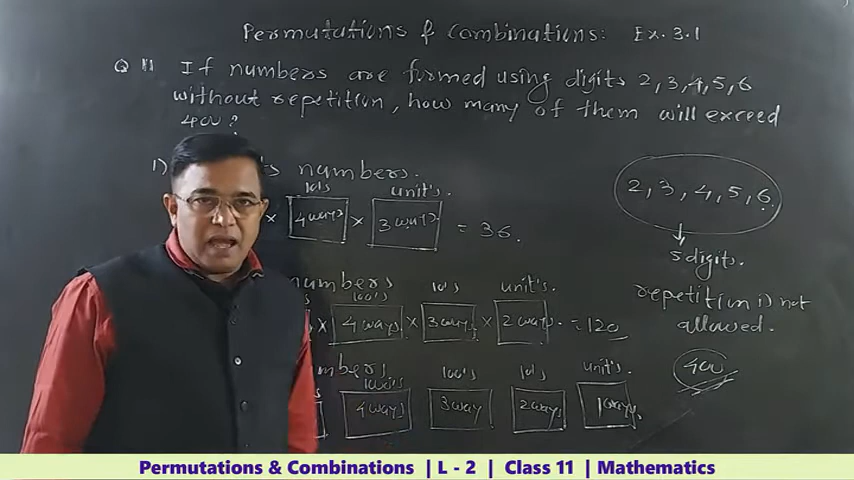 Permutations & Combinations: Ex. 3.1
Q 11 If numbers are formed using digits 2, 3, 4, 5, 6
without repetition, how many of them will exceed
400?
1) numbers.
10's unit's.
× 4 ways × 3 ways = 36.
2, 3, 4, 5, 6
5 digits.
repetition is not
allowed.
400
numbers
100's 10's unit's.
× 4 ways × 3 ways × 2 ways. = 120
numbers
1000's 100's 10's unit's.
4 ways 3 way 2 ways 1 ways
Permutations & Combinations | L - 2 | Class 11 | Mathematics